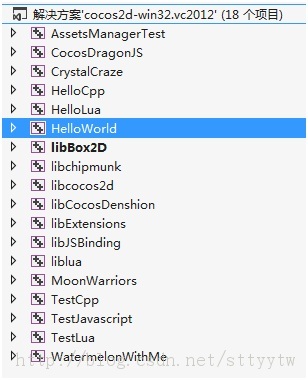 解决方案'cocos2d-win32.vc2012' (18 个项目)
AssetsManagerTest
CocosDragonJS
CrystalCraze
HelloCpp
HelloLua
HelloWorld
libBox2D
libchipmunk
libcocos2d
libCocosDenshion
libExtensions
libJSBinding
liblua
MoonWarriors
TestCpp
TestJavascript
TestLua
WatermelonWithMe
http://blog.csdn.net/sttyytw